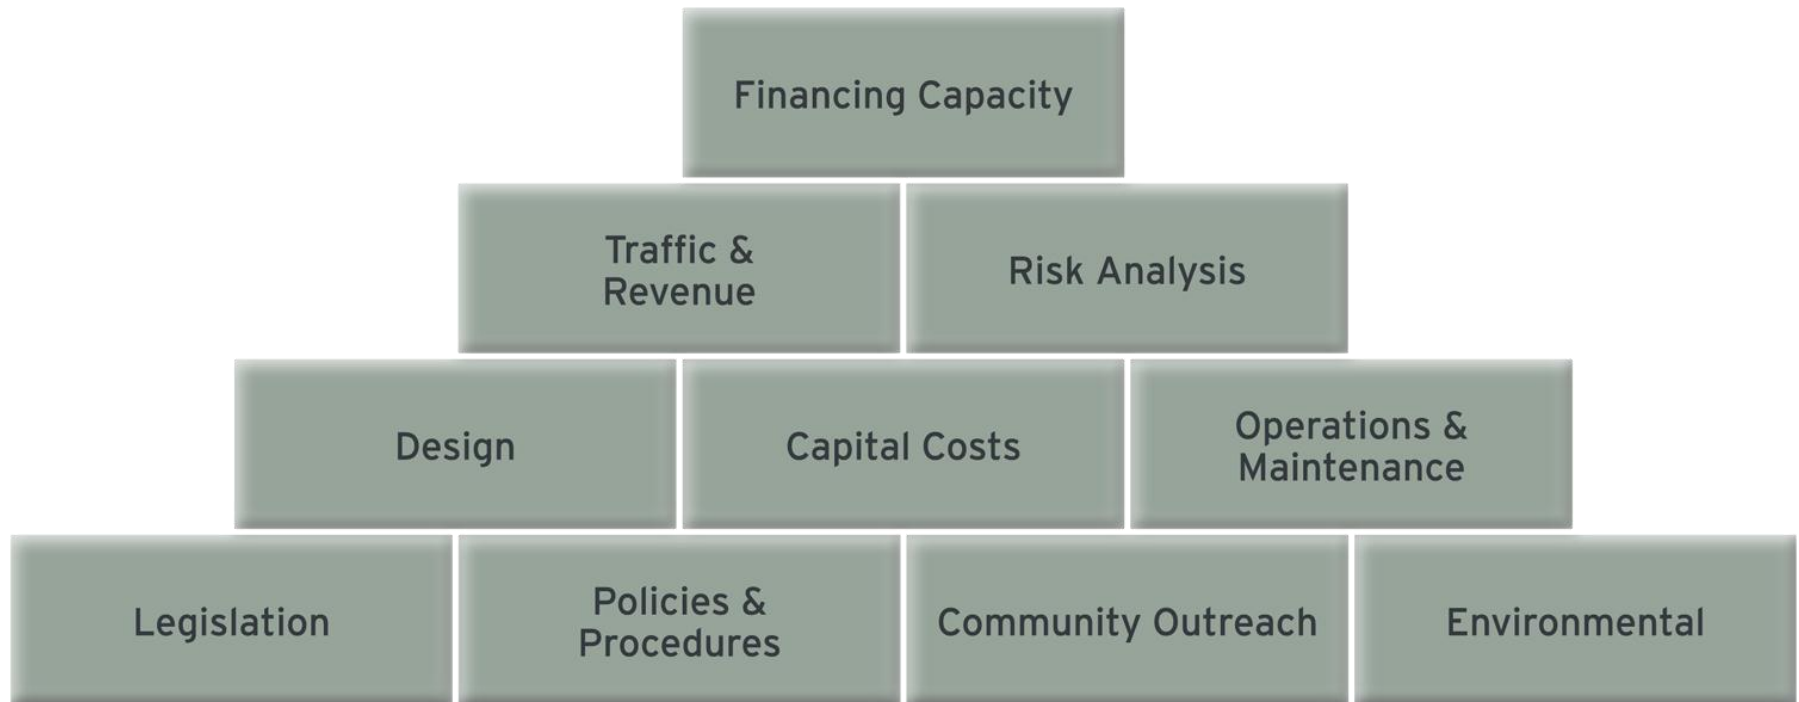 Financing Capacity
Traffic &
Revenue
Risk Analysis
Design
Capital Costs
Operations &
Maintenance
Legislation
Policies &
Procedures
Community Outreach
Environmental